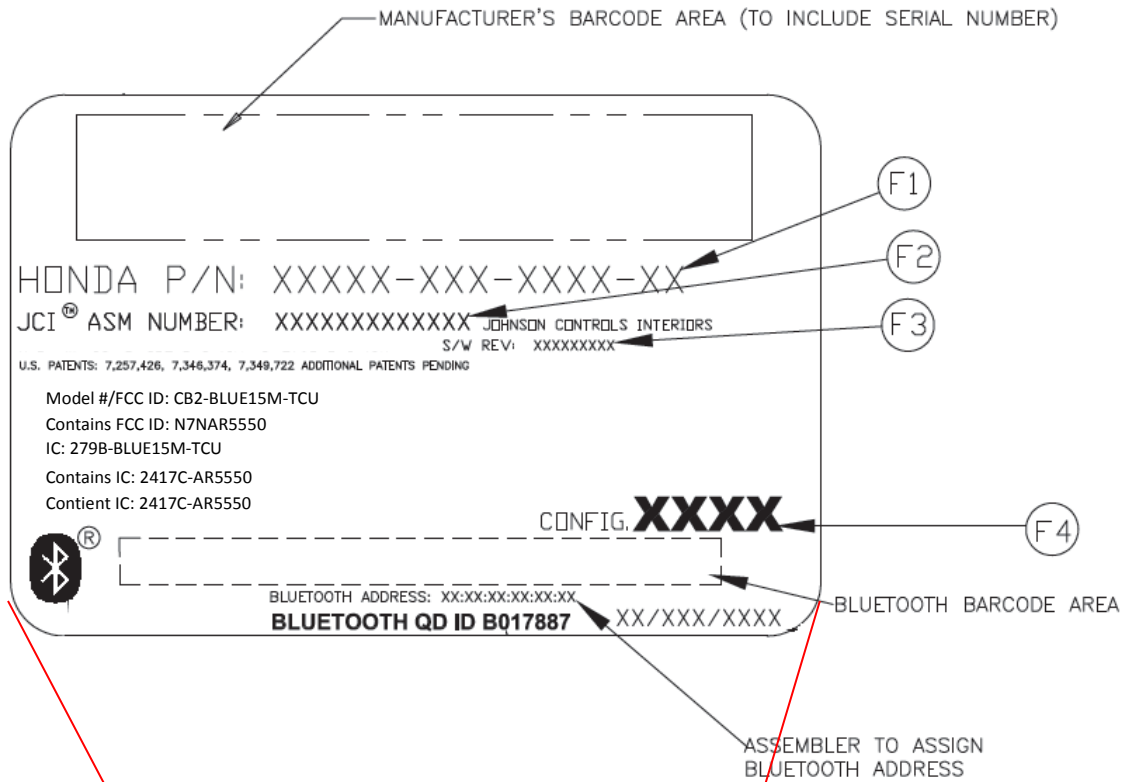 MANUFACTURER'S BARCODE AREA (TO INCLUDE SERIAL NUMBER)
F1
HONDA P/N: XXXXX-XXX-XXXX-XX
F2
JCI ® ASM NUMBER: XXXXXXXXXXXXX JOHNSON CONTROLS INTERIORS
F3
S/W REV: XXXXXXXXX
U.S. PATENTS: 7,257,426, 7,346,374, 7,349,722 ADDITIONAL PATENTS PENDING
Model #/FCC ID: CB2-BLUE15M-TCU
Contains FCC ID: N7NAR5550
IC: 279B-BLUE15M-TCU
Contains IC: 2417C-AR5550
Contient IC: 2417C-AR5550
CONFIG. XXXX
F4
®
BLUETOOTH ADDRESS: XX:XX:XX:XX:XX:XX
BLUETOOTH BARCODE AREA
BLUETOOTH QD ID B017887 XX/XXX/XXXX
ASSEMBLER TO ASSIGN
BLUETOOTH ADDRESS